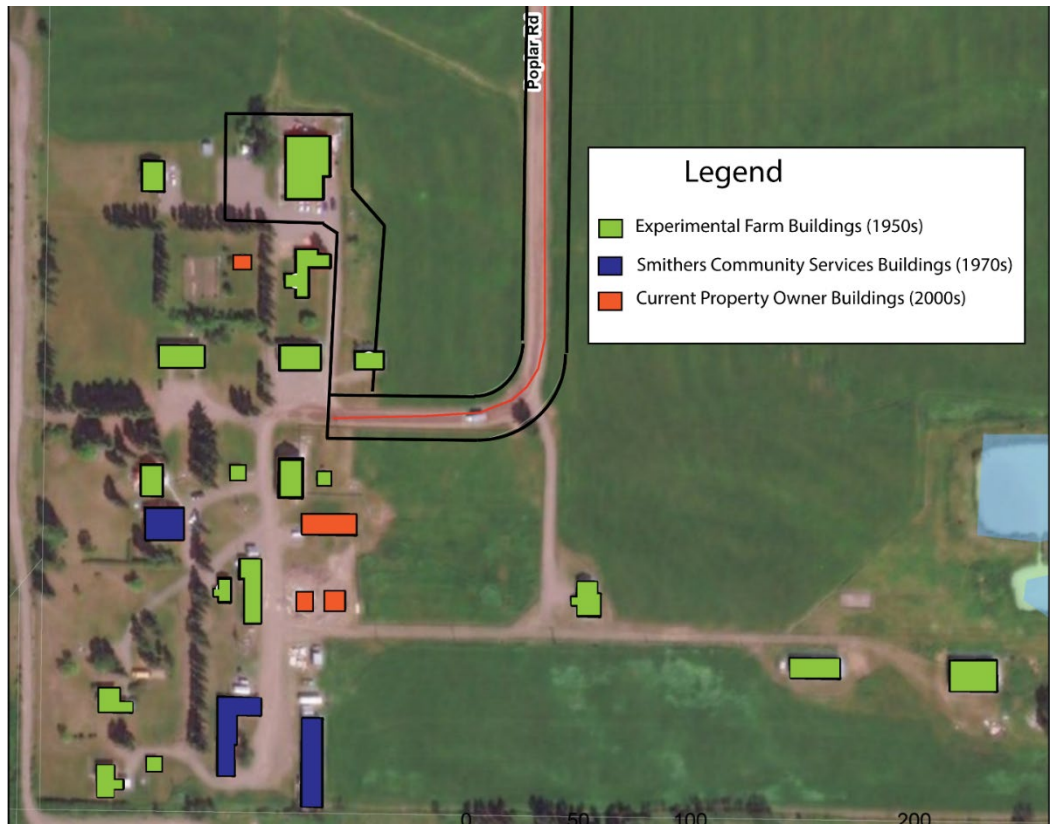 Poplar Rd
Legend
Experimental Farm Buildings (1950s)
Smithers Community Services Buildings (1970s)
Current Property Owner Buildings (2000s)
0 50 100 200